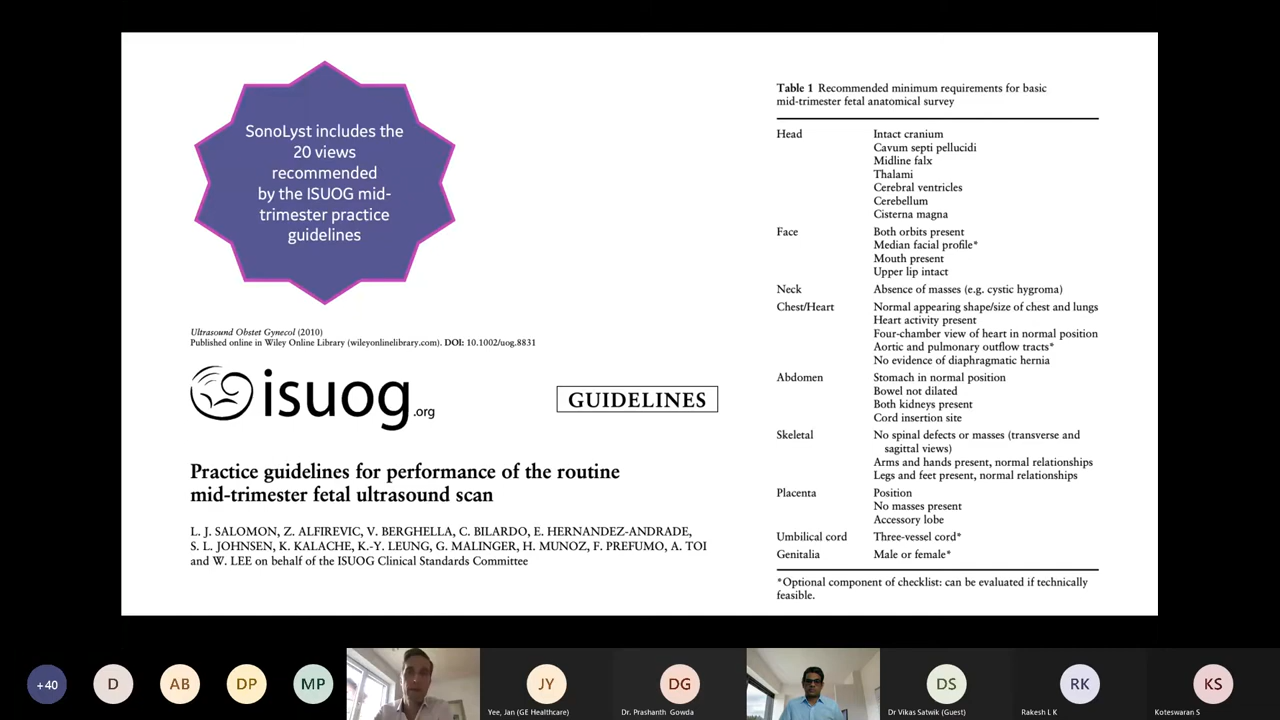 SonoLyst includes the
20 views
recommended
by the ISUOG mid-
trimester practice
guidelines
Ultrasound Obstet Gynecol (2010)
Published online in Wiley Online Library (wileyonlinelibrary.com). DOI: 10.1002/uog.8831
isuog.org
GUIDELINES
Practice guidelines for performance of the routine
mid-trimester fetal ultrasound scan
L. J. SALOMON, Z. ALFIREVIC, V. BERGHELLA, C. BILARDO, E. HERNANDEZ-ANDRADE,
S. L. JOHNSEN, K. KALACHE, K.-Y. LEUNG, G. MALINGER, H. MUNOZ, F. PREFUMO, A. TOI
and W. LEE on behalf of the ISUOG Clinical Standards Committee
Table 1 Recommended minimum requirements for basic
mid-trimester fetal anatomical survey
Head Intact cranium
Cavum septi pellucidi
Midline falx
Thalami
Cerebral ventricles
Cerebellum
Cisterna magna
Face Both orbits present
Median facial profile*
Mouth present
Upper lip intact
Neck Absence of masses (e.g. cystic hygroma)
Chest/Heart Normal appearing shape/size of chest and lungs
Heart activity present
Four-chamber view of heart in normal position
Aortic and pulmonary outflow tracts*
No evidence of diaphragmatic hernia
Abdomen Stomach in normal position
Bowel not dilated
Both kidneys present
Cord insertion site
Skeletal No spinal defects or masses (transverse and
sagittal views)
Arms and hands present, normal relationships
Legs and feet present, normal relationships
Placenta Position
No masses present
Accessory lobe
Umbilical cord Three-vessel cord*
Genitalia Male or female*
*Optional component of checklist: can be evaluated if technically
feasible.
+40 D AB DP MP JY DG DS RK KS
Yee, Jan (GE Healthcare) Dr. Prashanth Gowda Dr Vikas Satwik (Guest) Rakesh I. K Koteswaran S